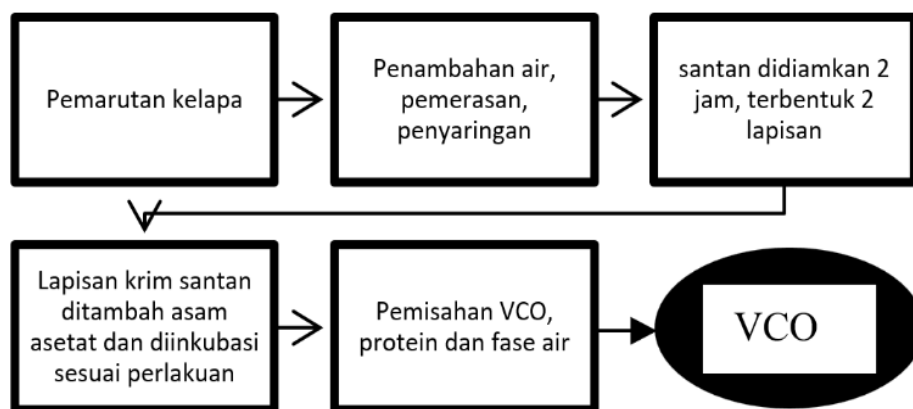 Pemarutan kelapa
Penambahan air,
pemerasan,
penyaringan
santan didiamkan 2
jam, terbentuk 2
lapisan
Lapisan krim santan
ditambah asam
asetat dan diinkubasi
sesuai perlakuan
Pemisahan VCO,
protein dan fase air
VCO